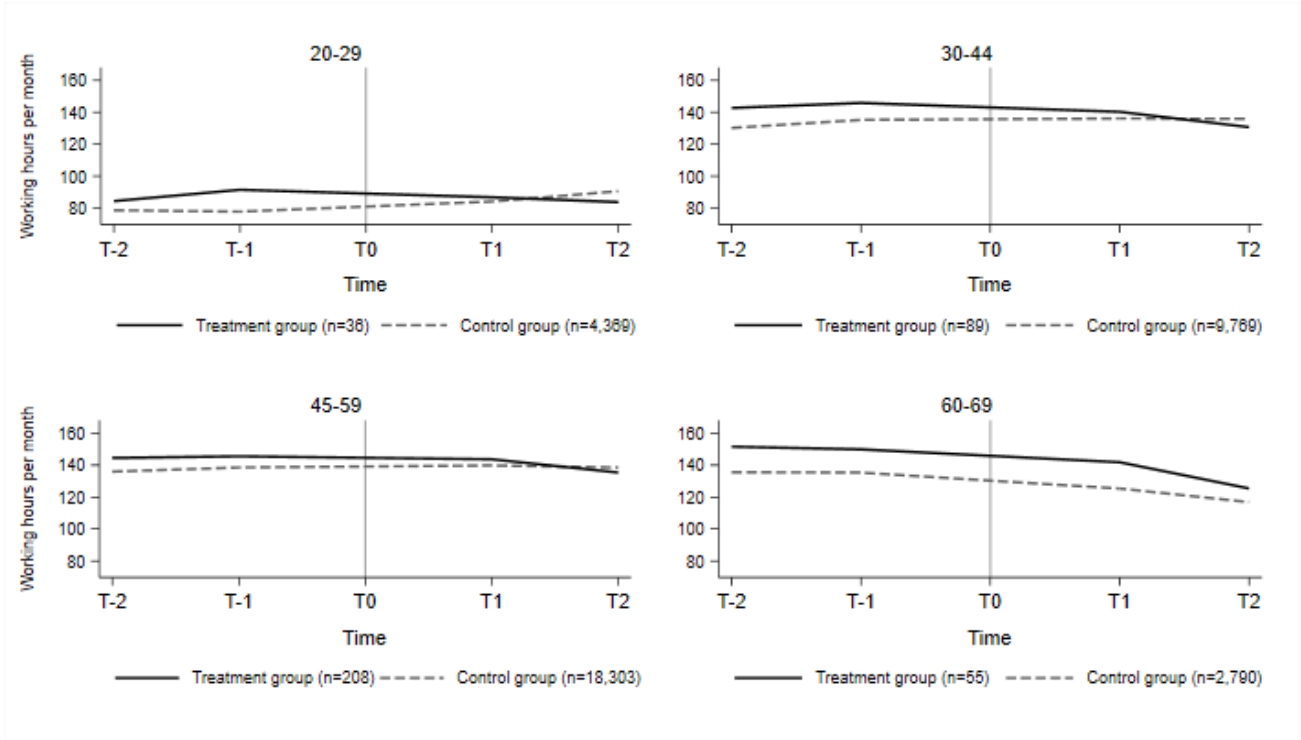 20-29
Working hours per month
160
140
120
100
80
T-2 T-1 T0 T1 T2
Time
Treatment group (n=36) Control group (n=4,369)
30-44
160
140
120
100
80
T-2 T-1 T0 T1 T2
Time
Treatment group (n=89) Control group (n=9,769)
45-59
Working hours per month
160
140
120
100
80
T-2 T-1 T0 T1 T2
Time
Treatment group (n=208) Control group (n=18,303)
60-69
160
140
120
100
80
T-2 T-1 T0 T1 T2
Time
Treatment group (n=55) Control group (n=2,790)